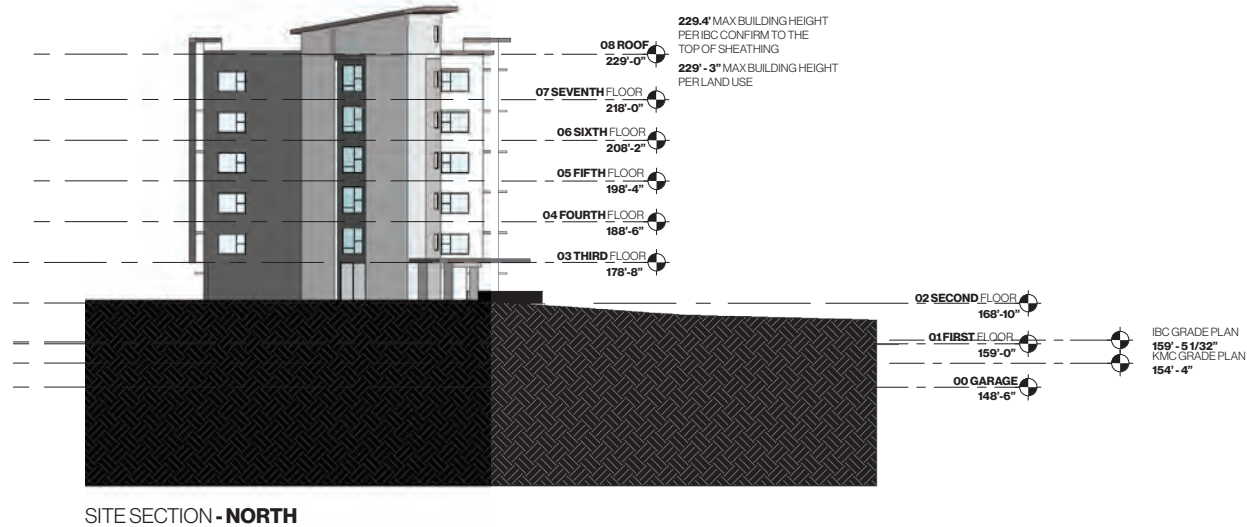 229.4’ MAX BUILDING HEIGHT
PER IBC CONFIRM TO THE
TOP OF SHEATHING
229’ - 3” MAX BUILDING HEIGHT
PER LAND USE
08 ROOF
229’-0”
07 SEVENTH FLOOR
218’-0”
06 SIXTH FLOOR
208’-2”
05 FIFTH FLOOR
198’-4”
04 FOURTH FLOOR
188’-6”
03 THIRD FLOOR
178’-8”
02 SECOND FLOOR
168’-10”
01 FIRST FLOOR
159’-0”
IBC GRADE PLAN
159’ - 5 1/32”
KMC GRADE PLAN
154’ - 4”
00 GARAGE
148’-6”
SITE SECTION - NORTH